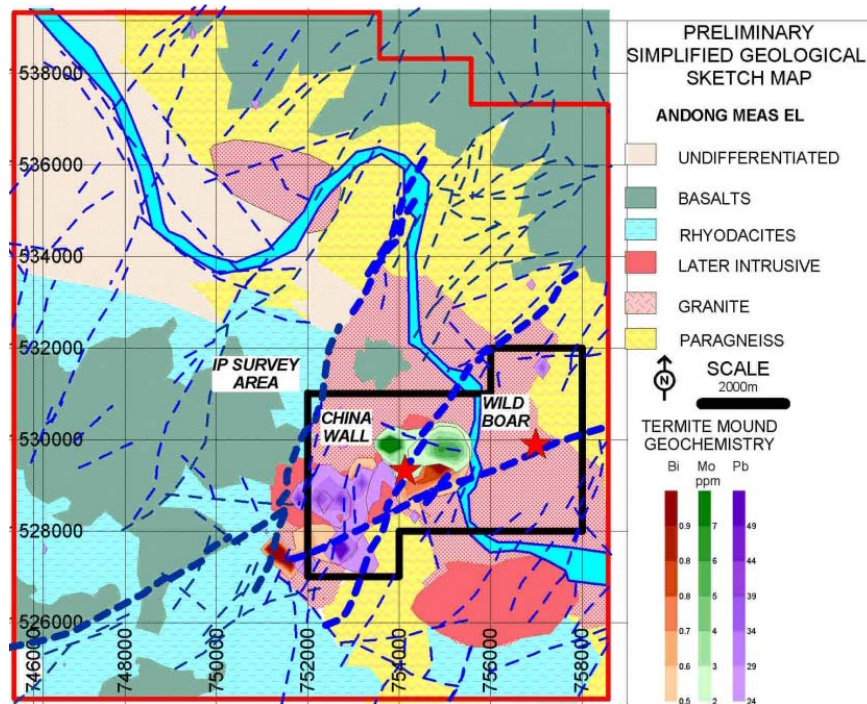 PRELIMINARY
SIMPLIFIED GEOLOGICAL
SKETCH MAP
ANDONG MEAS EL
UNDIFFERENTIATED
BASALTS
RHYODACITES
LATER INTRUSIVE
GRANITE
PARAGNEISS
N
SCALE
2000m
TERMITE MOUND
GEOCHEMISTRY
Bi Mo Pb
ppm
0.9 7 49
0.8 6 44
0.7 5 39
0.6 4 34
0.6 3 29
0.5 2 24
538000
536000
534000
532000
530000
528000
526000
IP SURVEY
AREA
CHINA
WALL
WILD
BOAR
746000
748000
750000
752000
754000
756000
758000